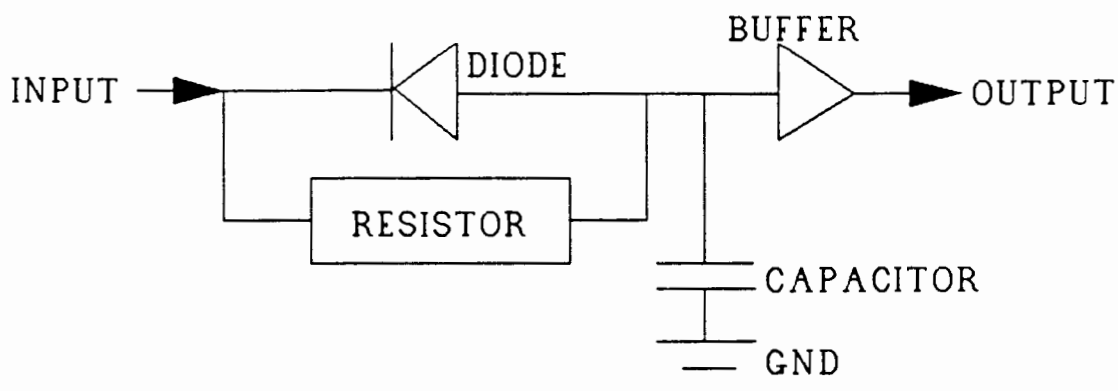 BUFFER
DIODE
INPUT
OUTPUT
RESISTOR
CAPACITOR
GND